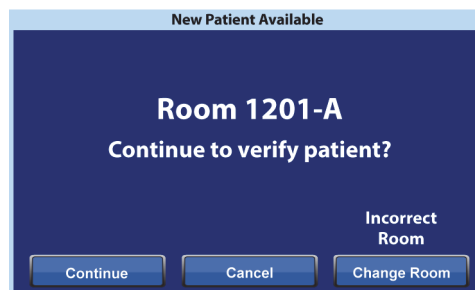 New Patient Available
Room 1201-A
Continue to verify patient?
Incorrect
Room
Continue
Cancel
Change Room